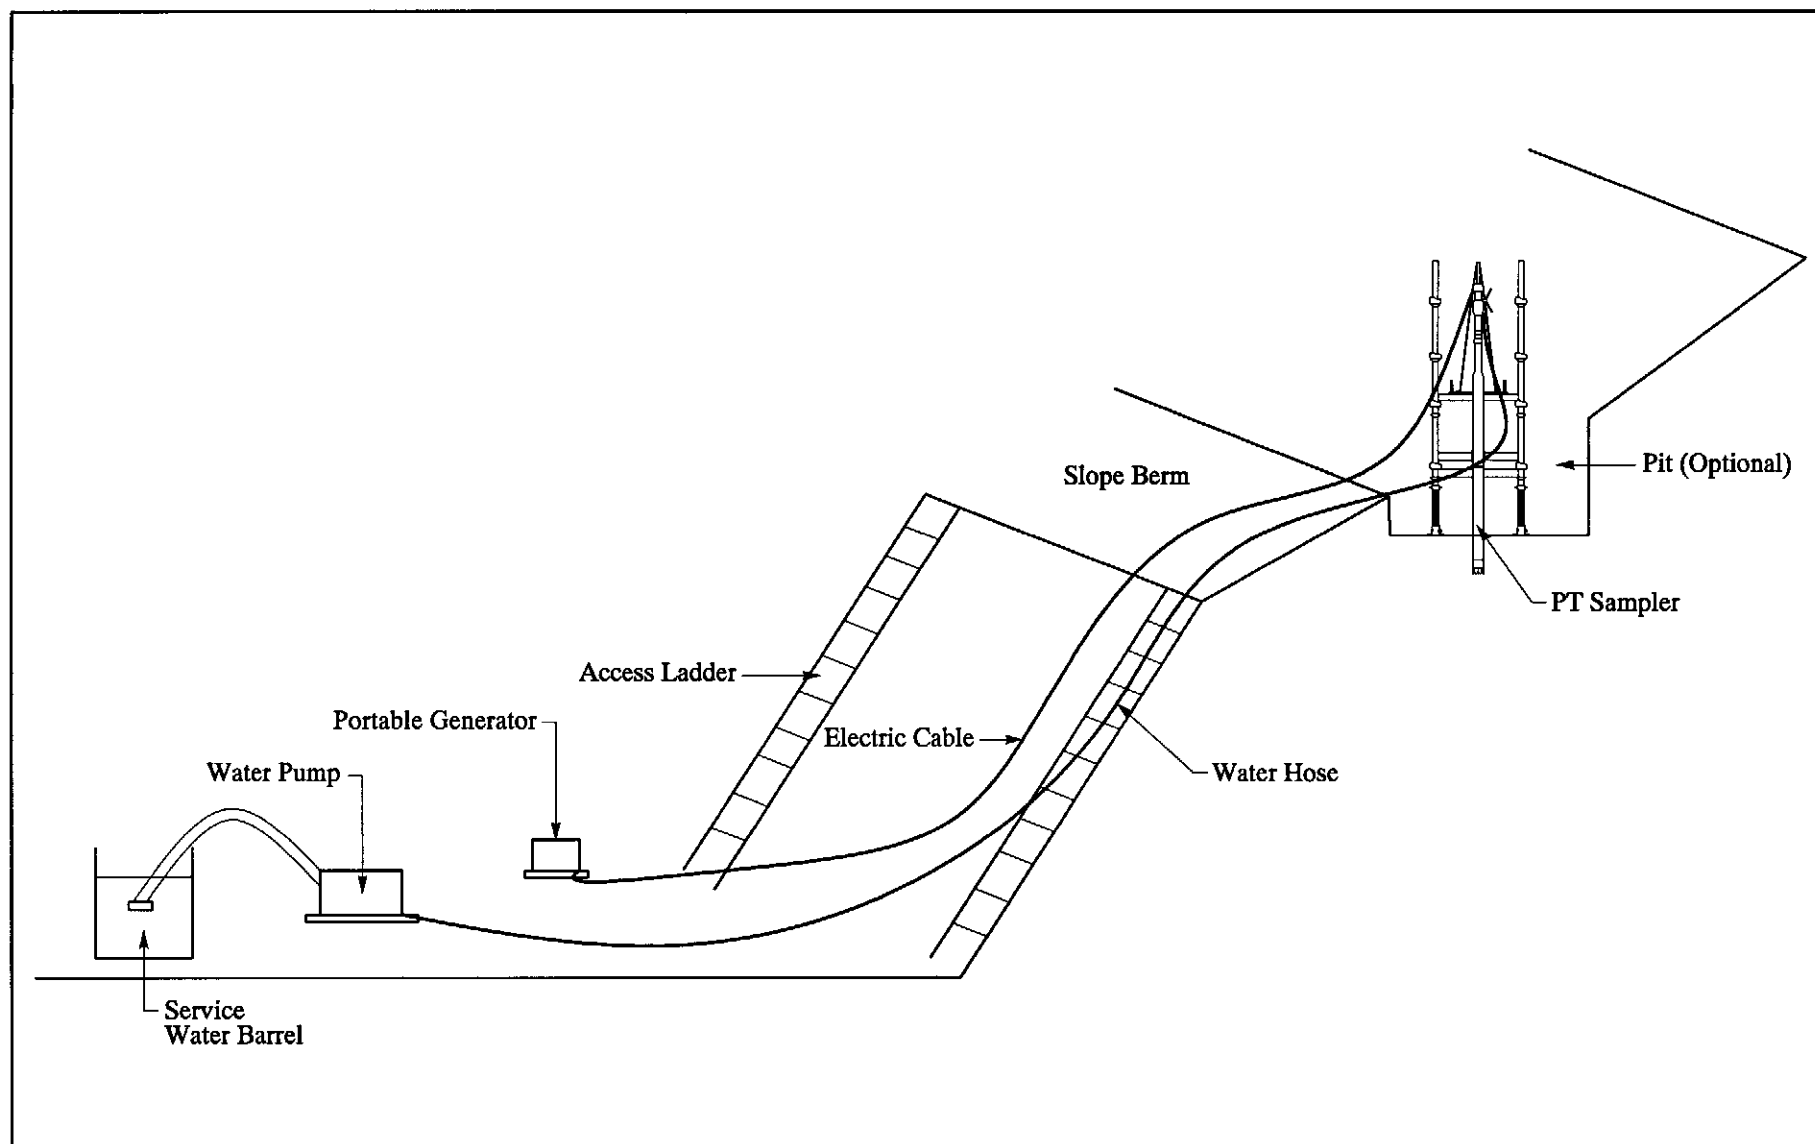 Slope Berm
Pit (Optional)
PT Sampler
Access Ladder
Portable Generator
Electric Cable
Water Pump
Water Hose
Service
Water Barrel